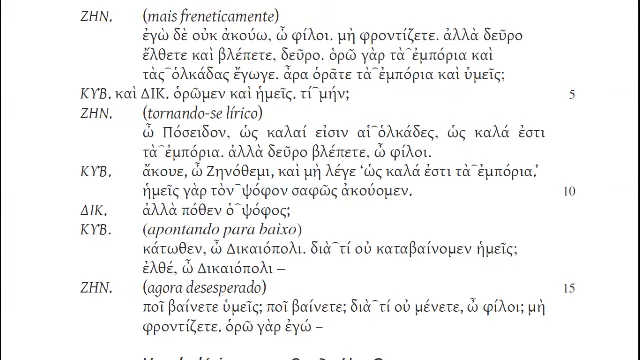 ΖΗΝ. (mais freneticamente)
ἐγὼ δὲ οὐκ ἀκούω, ὦ φίλοι. μὴ φροντίζετε. ἀλλὰ δεῦρο
ἔλθετε καὶ βλέπετε, δεῦρο. ὁρῶ γὰρ τὰ ͡ ἐμπόρια καὶ
τὰς ͡ ὁλκάδας ἔγωγε. ἆρα ὁρᾶτε τὰ ͡ ἐμπόρια καὶ ὑμεῖς;
ΚΥΒ. καὶ ΔΙΚ. ὁρῶμεν καὶ ἡμεῖς. τί ͡ μήν; 5
ΖΗΝ. (tornando-se lírico)
ὦ Πόσειδον, ὡς καλαί εἰσιν αἱ ͡ ὁλκάδες, ὡς καλά ἐστι
τὰ ͡ ἐμπόρια. ἀλλὰ δεῦρο βλέπετε, ὦ φίλοι.
ΚΥΒ. ἄκουε, ὦ Ζηνόθεμι, καὶ μὴ λέγε ‘ὡς καλά ἐστι τὰ ͡ ἐμπόρια.’
ἡμεῖς γὰρ τὸν ͡ ψόφον σαφῶς ἀκούομεν. 10
ΔΙΚ. ἀλλὰ πόθεν ὁ ͡ ψόφος;
ΚΥΒ. (apontando para baixo)
κάτωθεν, ὦ Δικαιόπολι. διὰ ͡ τί οὐ καταβαίνομεν ἡμεῖς;
ἐλθέ, ὦ Δικαιόπολι –
ΖΗΝ. (agora desesperado) 15
ποῖ βαίνετε ὑμεῖς; ποῖ βαίνετε; διὰ ͡ τί οὐ μένετε, ὦ φίλοι; μὴ
φροντίζετε. ὁρῶ γὰρ ἐγώ –